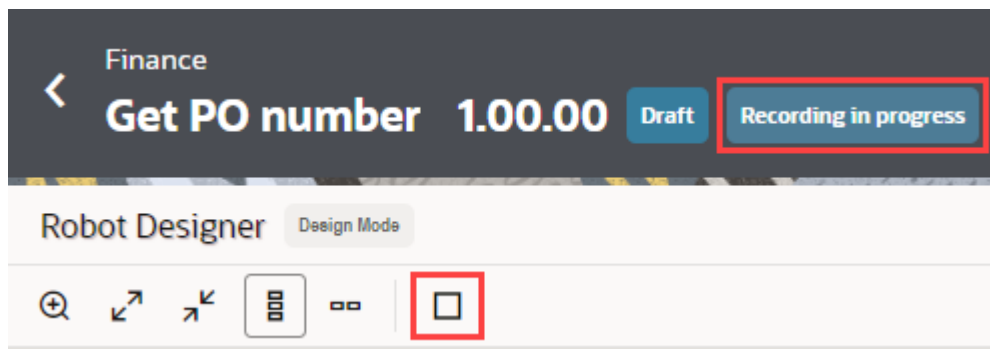 Finance
Get PO number 1.00.00 Draft Recording in progress
Robot Designer Design Mode